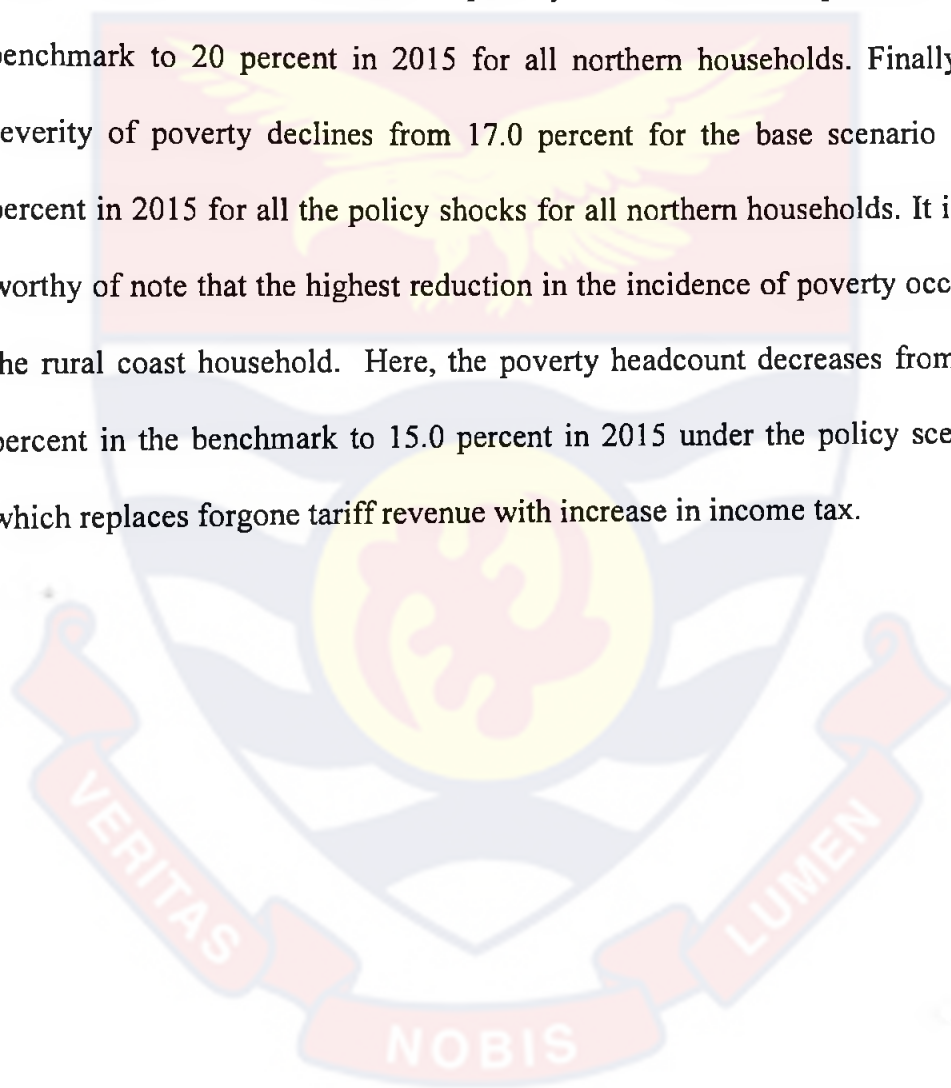 benchmark to 20 percent in 2015 for all northern households. Finally
severity of poverty declines from 17.0 percent for the base scenario
percent in 2015 for all the policy shocks for all northern households. It
worthy of note that the highest reduction in the incidence of poverty
the rural coast household. Here, the poverty headcount decreases from
percent in the benchmark to 15.0 percent in 2015 under the policy
which replaces forgone tariff revenue with increase in income tax.
VERITAS
NOBIS
LUMEN